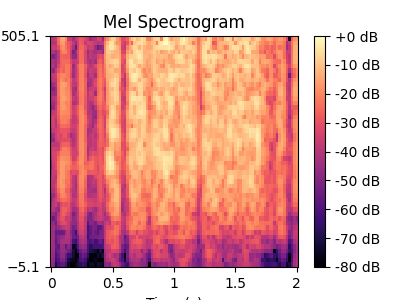 Mel Spectrogram
505.1
−5.1
0
0.5
1
1.5
2
+0 dB
-10 dB
-20 dB
-30 dB
-40 dB
-50 dB
-60 dB
-70 dB
-80 dB